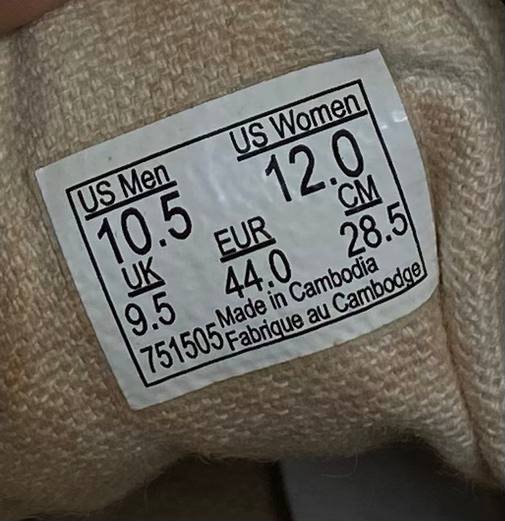 US Men US Women
10.5 12.0
UK EUR CM
9.5 44.0 28.5
751505 Made in Cambodia
Fabrique au Cambodge